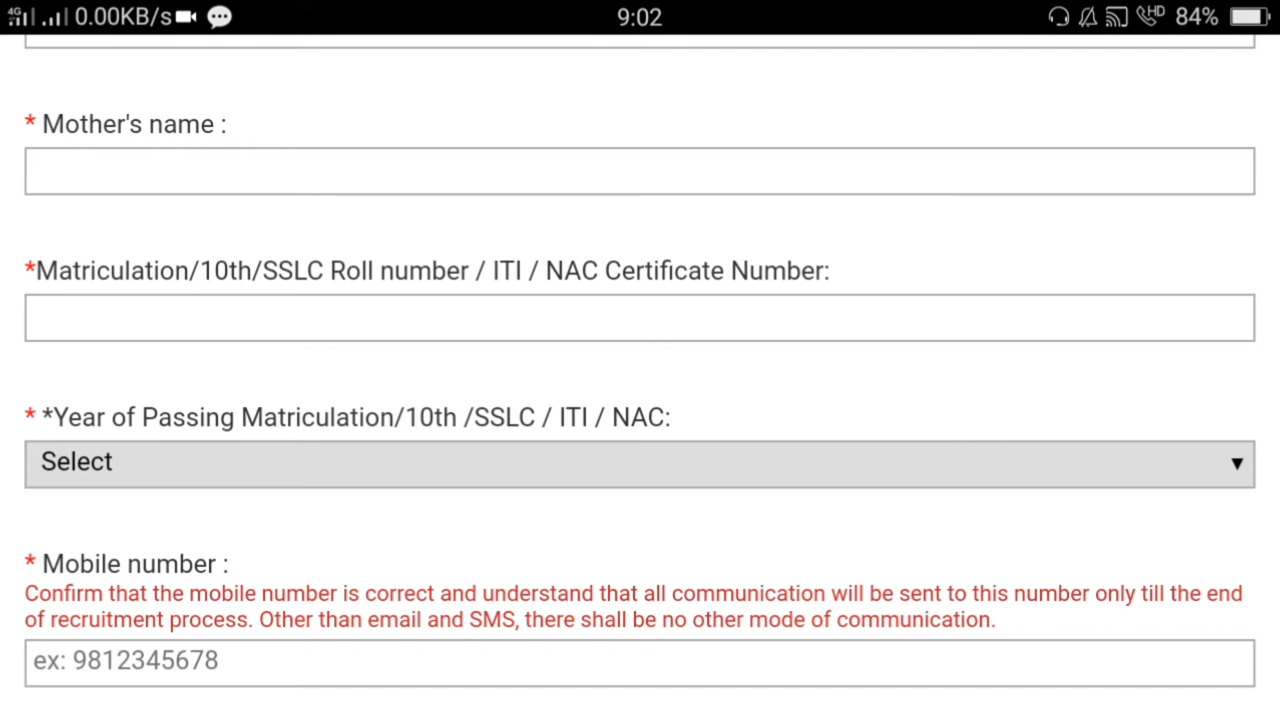 4G 0.00KB/s 9:02 HD 84%
* Mother's name :
*Matriculation/10th/SSLC Roll number / ITI / NAC Certificate Number:
* *Year of Passing Matriculation/10th /SSLC / ITI / NAC:
Select
* Mobile number :
Confirm that the mobile number is correct and understand that all communication will be sent to this number only till the end
of recruitment process. Other than email and SMS, there shall be no other mode of communication.
ex: 9812345678